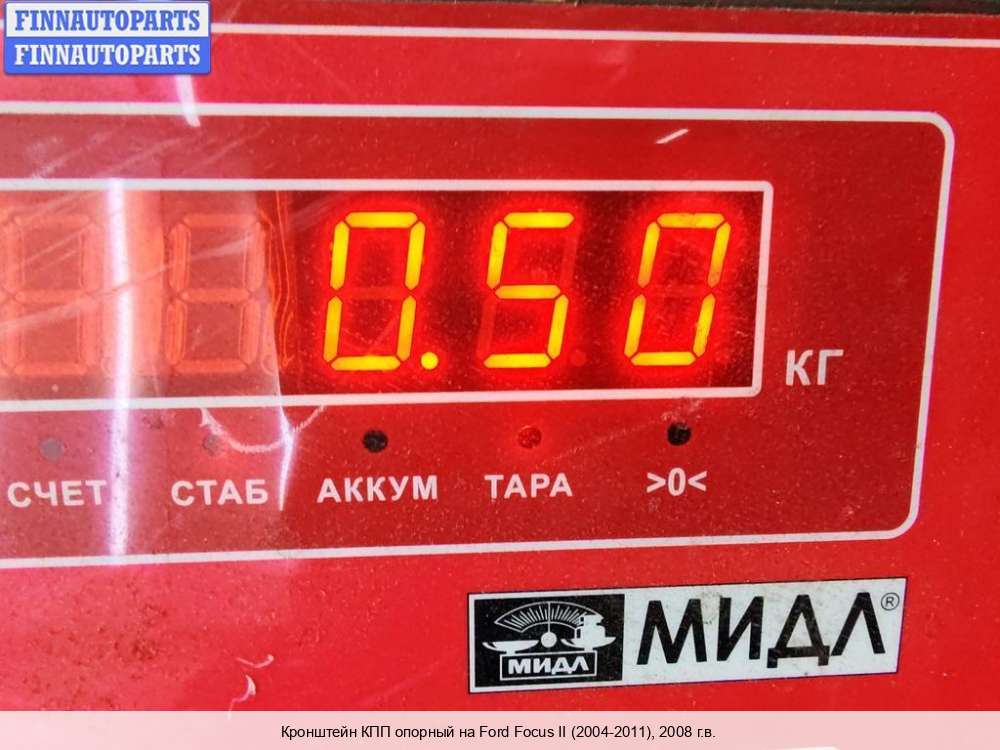 FINNAUTOPARTS
FINNAUTOPARTS
0.50
КГ
СЧЕТ СТАБ АККУМ ТАРА >0<
МИДЛ МИДЛ®
Кронштейн КПП опорный на Ford Focus II (2004-2011), 2008 г.в.